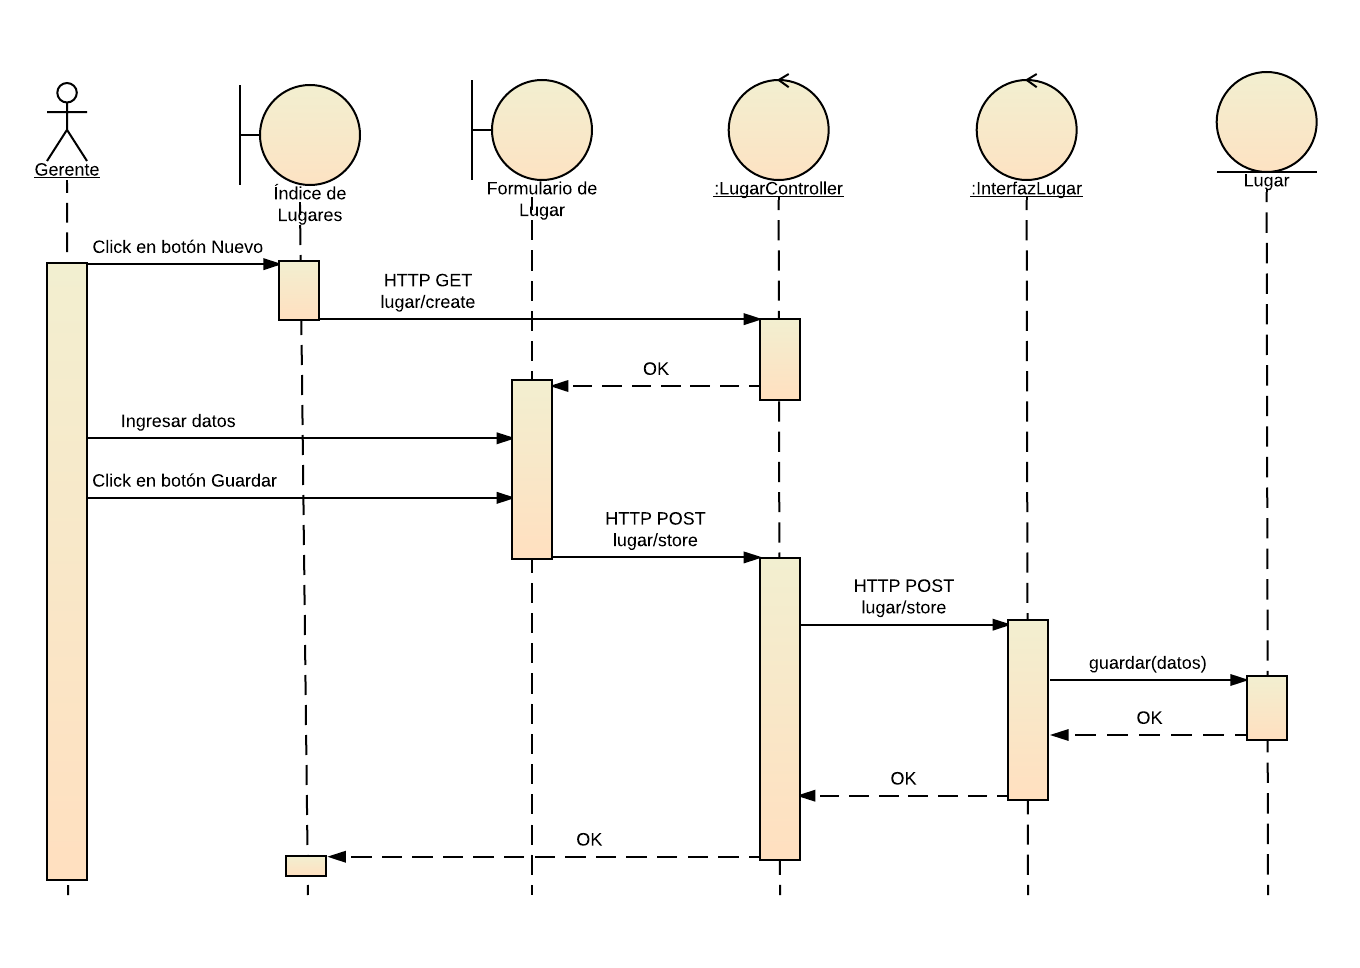 Gerente
Índice de
Lugares
Formulario de
Lugar
:LugarController
:InterfazLugar
Lugar
Click en botón Nuevo
HTTP GET
lugar/create
OK
Ingresar datos
Click en botón Guardar
HTTP POST
lugar/store
HTTP POST
lugar/store
guardar(datos)
OK
OK
OK